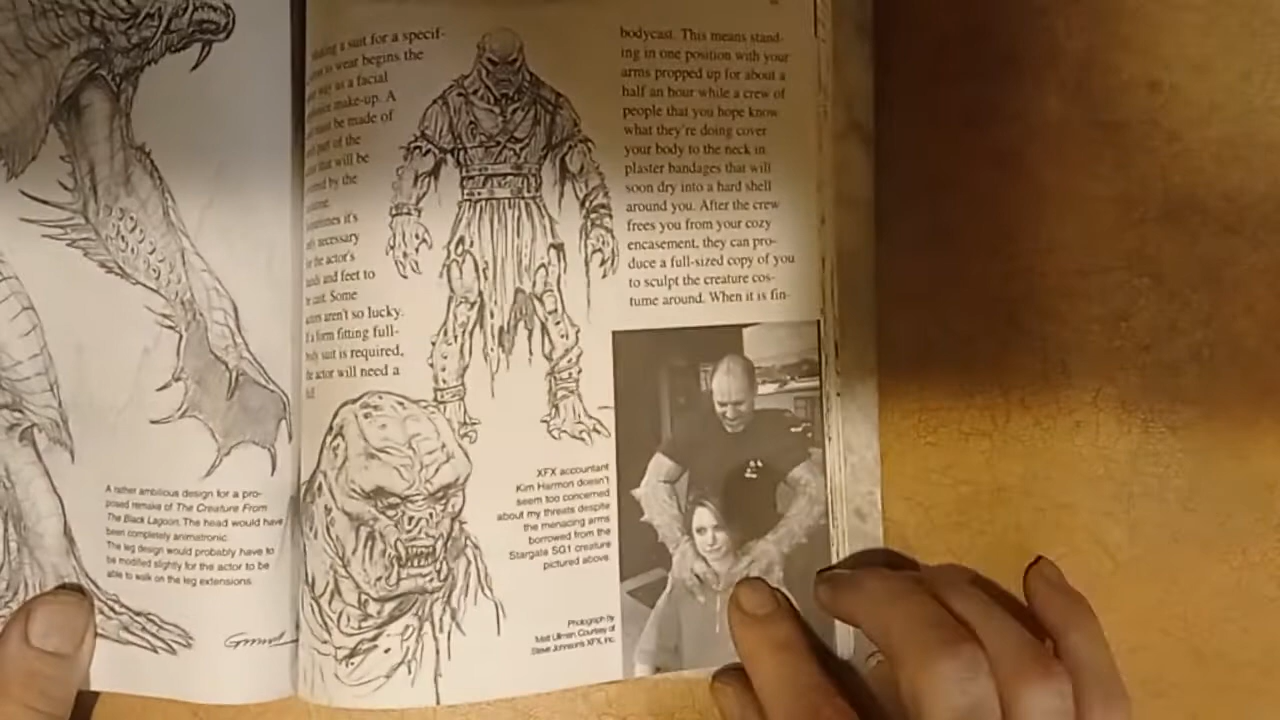 A rather ambitious design for a pro-
posed remake of The Creature From
The Black Lagoon. The head would have
been completely animatronic.
The leg design would probably have to
be modified slightly for the actor to be
able to walk on the leg extensions.
a suit for a specif-
to wear begins the
way as a facial
make-up. A
must be made of
part of the
that will be
by the
it's
necessary
the actor's
hands and feet to
be cast. Some
actors aren't so lucky.
If a form fitting full-
body suit is required,
the actor will need a
full
XFX accountant
Kim Harmon doesn't
seem too concerned
about my threats despite
the menacing arms
borrowed from the
Stargate SG1 creature
pictured above.
Photograph by
Matt Ullman, Courtesy of
Steve Johnson's XFX, Inc.
bodycast. This means stand-
ing in one position with your
arms propped up for about a
half an hour while a crew of
people that you hope know
what they're doing cover
your body to the neck in
plaster bandages that will
soon dry into a hard shell
around you. After the crew
frees you from your cozy
encasement, they can pro-
duce a full-sized copy of you
to sculpt the creature cos-
tume around. When it is fin-